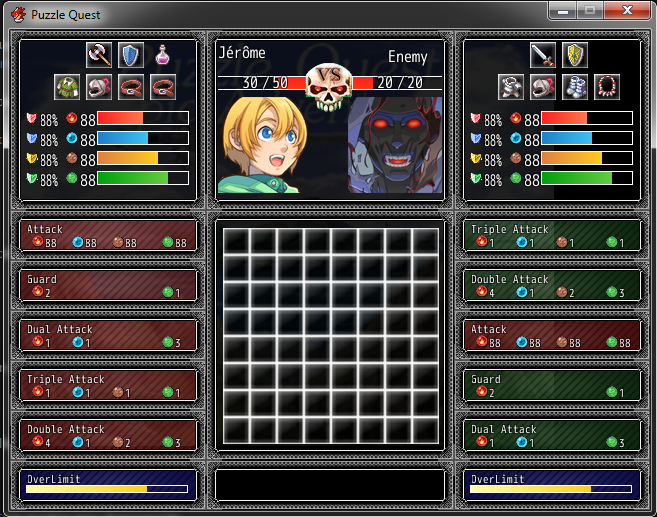 Puzzle Quest
Jérôme
Enemy
VS
30/50
20/20
88% 88
88% 88
88% 88
88% 88
88% 88
88% 88
88% 88
88% 88
Attack
88 88 88 88
Guard
2 1
Dual Attack
1 1 3
Triple Attack
1 1 1 1
Double Attack
4 1 2 3
OverLimit
Triple Attack
1 1 1 1
Double Attack
4 1 2 3
Attack
88 88 88 88
Guard
2 1
Dual Attack
1 1 3
OverLimit